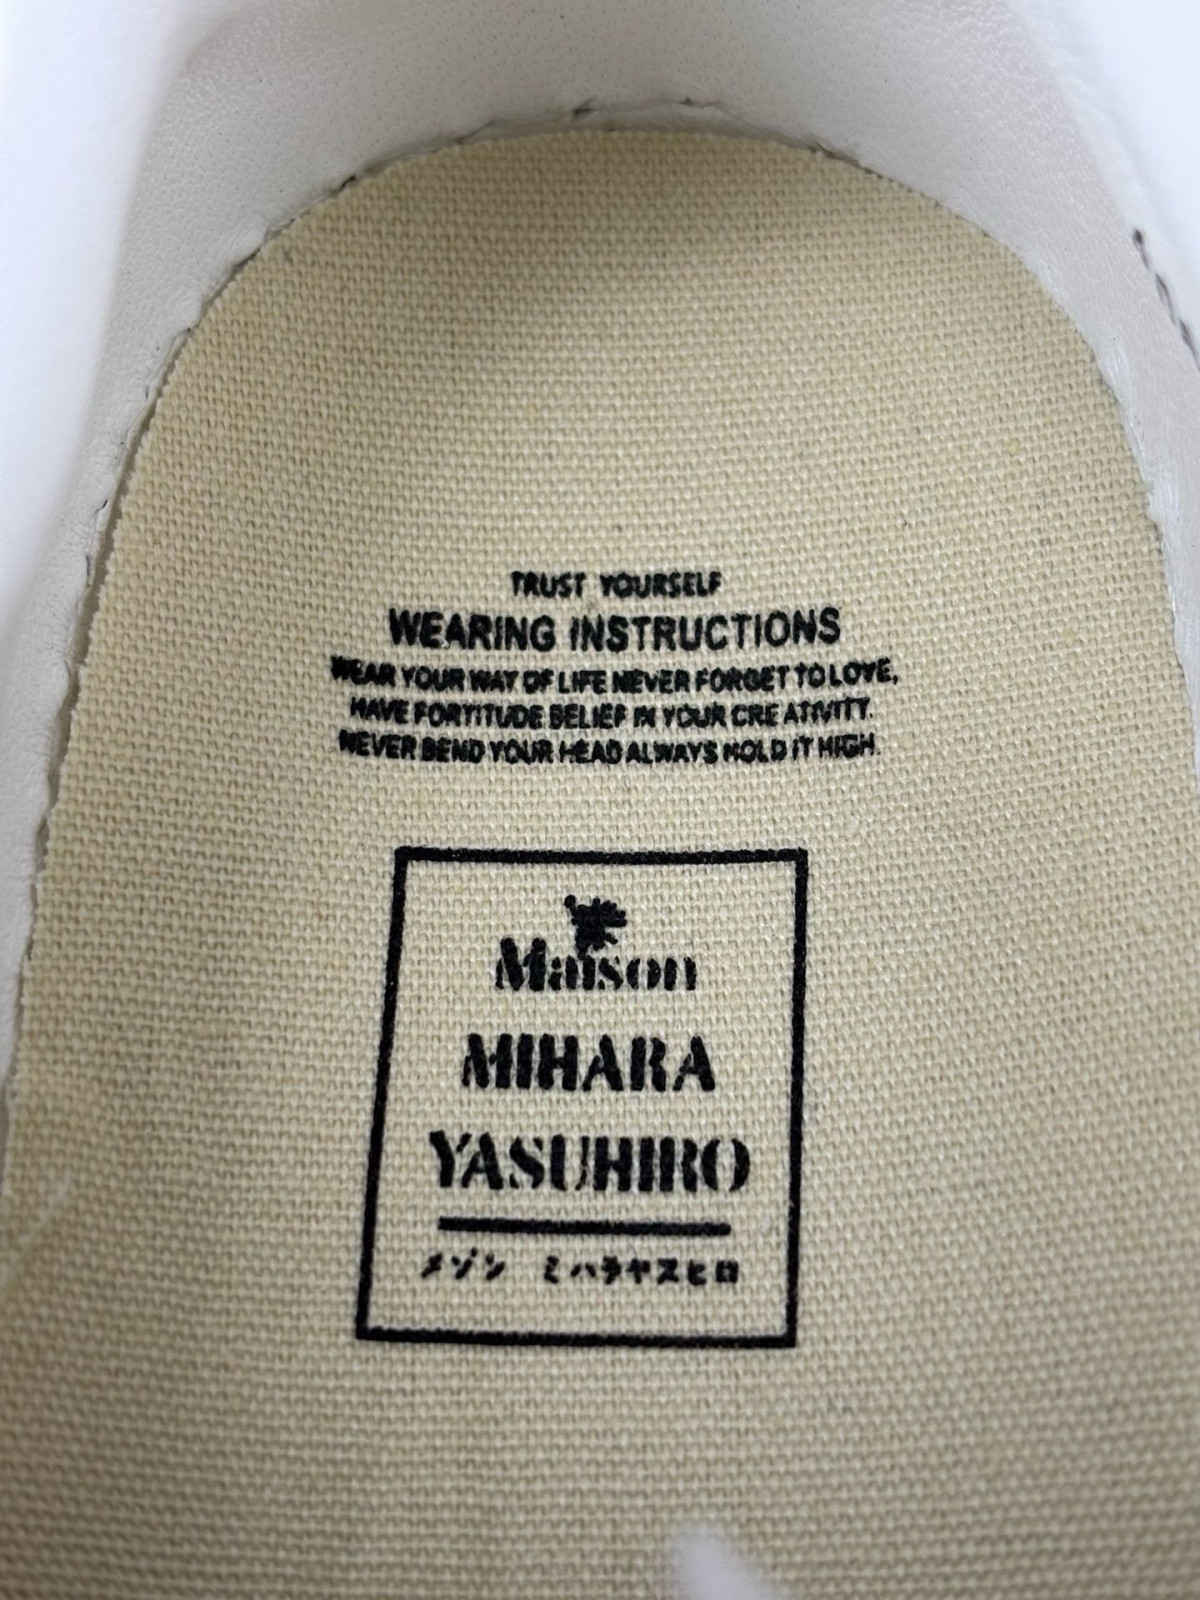 TRUST YOURSELF
WEARING INSTRUCTIONS
WEAR YOUR WAY OF LIFE NEVER FORGET TO LOVE,
HAVE FORTITUDE BELIEF IN YOUR CRE ATIVITY.
NEVER BEND YOUR HEAD ALWAYS HOLD IT HIGH.
Maison
MIHARA
YASUHIRO
メゾン ミハラヤスヒロ